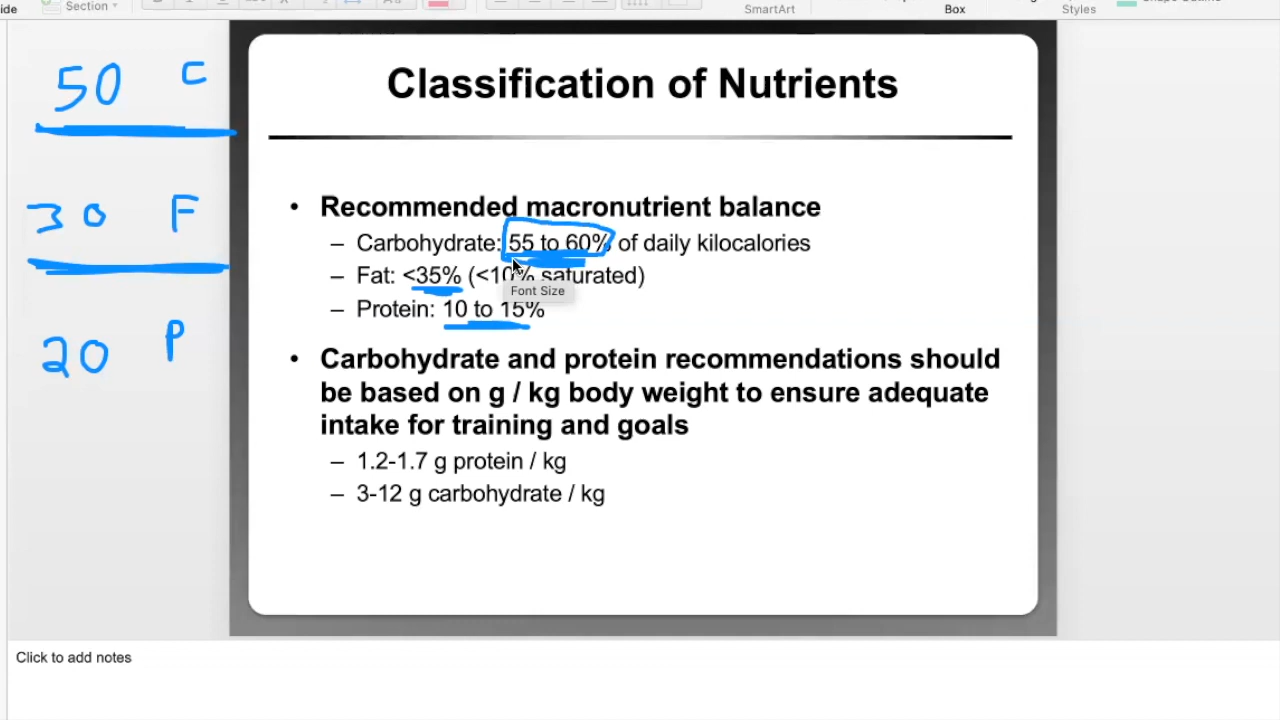 ide
Section
SmartArt
Box
Styles
50 C
30 F
20 P
Classification of Nutrients
• Recommended macronutrient balance
– Carbohydrate: 55 to 60% of daily kilocalories
– Fat: <35% (<10% saturated)
Font Size
– Protein: 10 to 15%
• Carbohydrate and protein recommendations should
be based on g / kg body weight to ensure adequate
intake for training and goals
– 1.2-1.7 g protein / kg
– 3-12 g carbohydrate / kg
Click to add notes